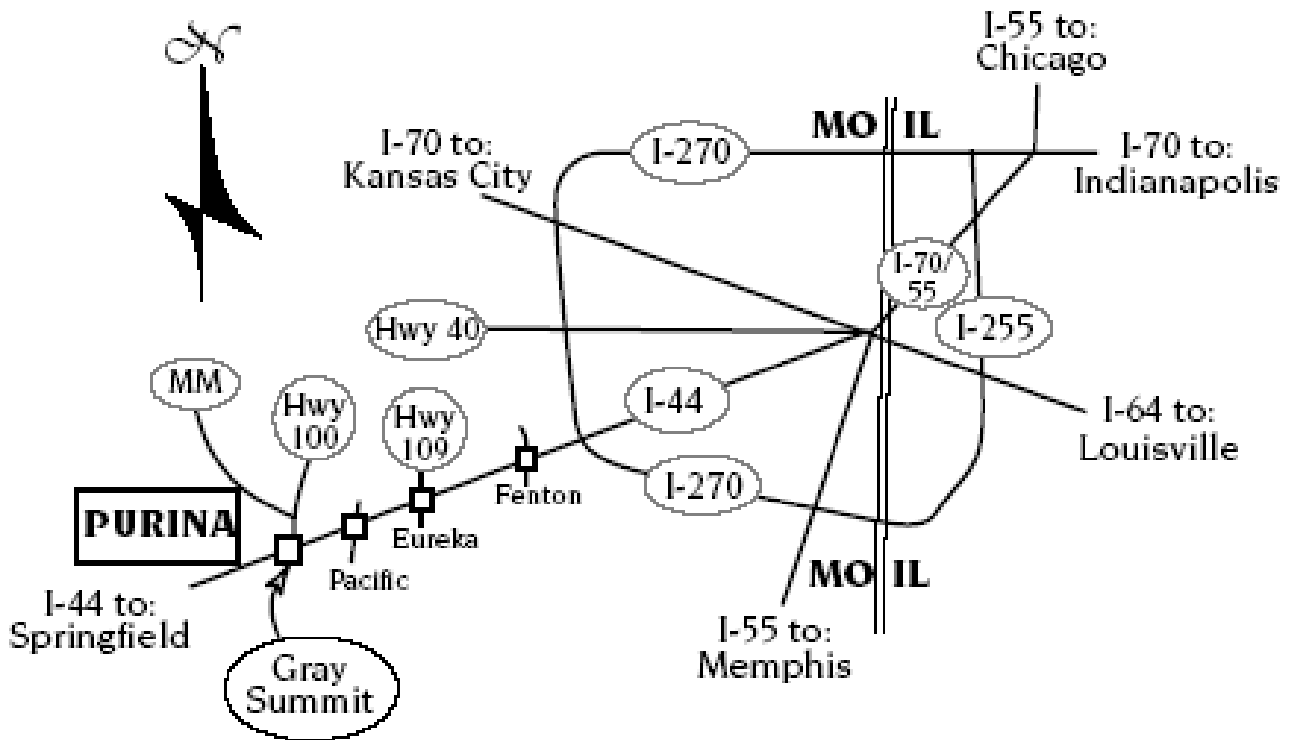 N
I-55 to:
Chicago
MO IL
I-70 to:
Kansas City
I-270
I-70 to:
Indianapolis
I-70/
55
Hwy 40
I-255
MM
Hwy
100
Hwy
109
I-44
I-64 to:
Louisville
I-270
Fenton
PURINA
Eureka
Pacific
MO IL
I-44 to:
Springfield
I-55 to:
Memphis
Gray
Summit